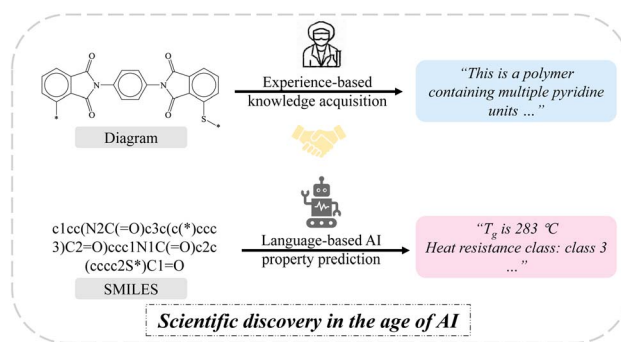 O
O
N
N
O
O
*
S
*
Diagram
Experience-based
knowledge acquisition
"This is a polymer
containing multiple pyridine
units ..."
c1cc(N2C(=O)c3c(c(*)ccc
3)C2=O)ccc1N1C(=O)c2c
(cccc2S*)C1=O
SMILES
Language-based AI
property prediction
"Tg is 283 ℃
Heat resistance class: class 3
..."
Scientific discovery in the age of AI